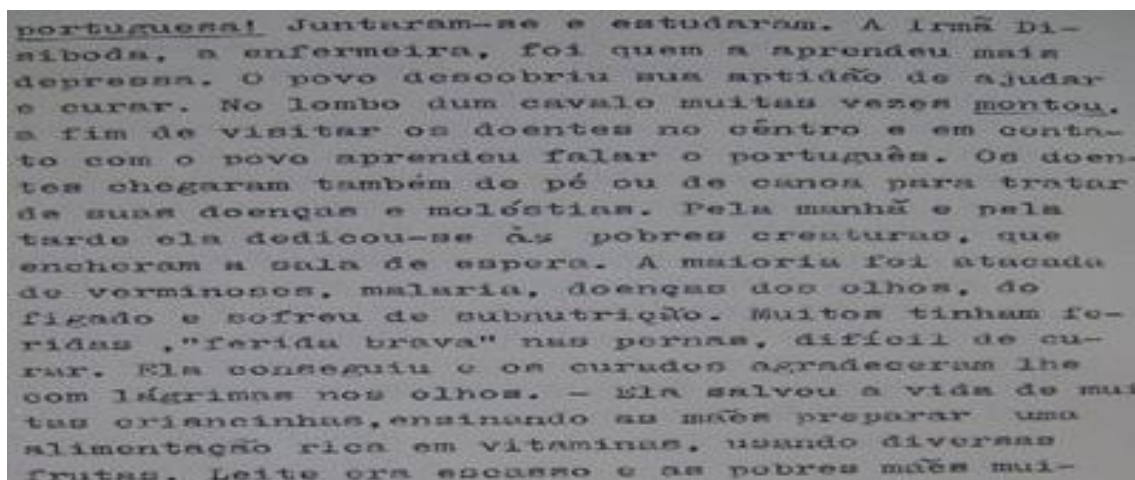 portuguesa! Juntaram-se e estudaram. A Irmã Di-
siboda, a enfermeira, foi quem a aprendeu mais
depressa. O povo descobriu sua aptidão de ajudar
e curar. No lombo dum cavalo muitas vezes montou,
a fim de visitar os doentes no cêntro e em conta-
to com o povo aprendeu falar o português. Os doen-
tes chegaram também de pé ou de canoa para tratar
de suas doenças e moléstias. Pela manhã e pela
tarde ela dedicou-se às pobres creaturas, que
encheram a sala de espera. A maioria foi atacada
de verminoses, malaria, doenças dos olhos, do
figado e sofreu de subnutrição. Muitos tinham fe-
ridas ,"ferida brava" nas pernas, difícil de cu-
rar. Ela conseguiu e os curados agradeceram lhe
com lágrimas nos olhos. - Ela salvou a vida de mui
tas criancinhas,ensinando as mães preparar uma
alimentação rica em vitaminas, usando diversas
frutas. Leite era escasso e as pobres mães mui-